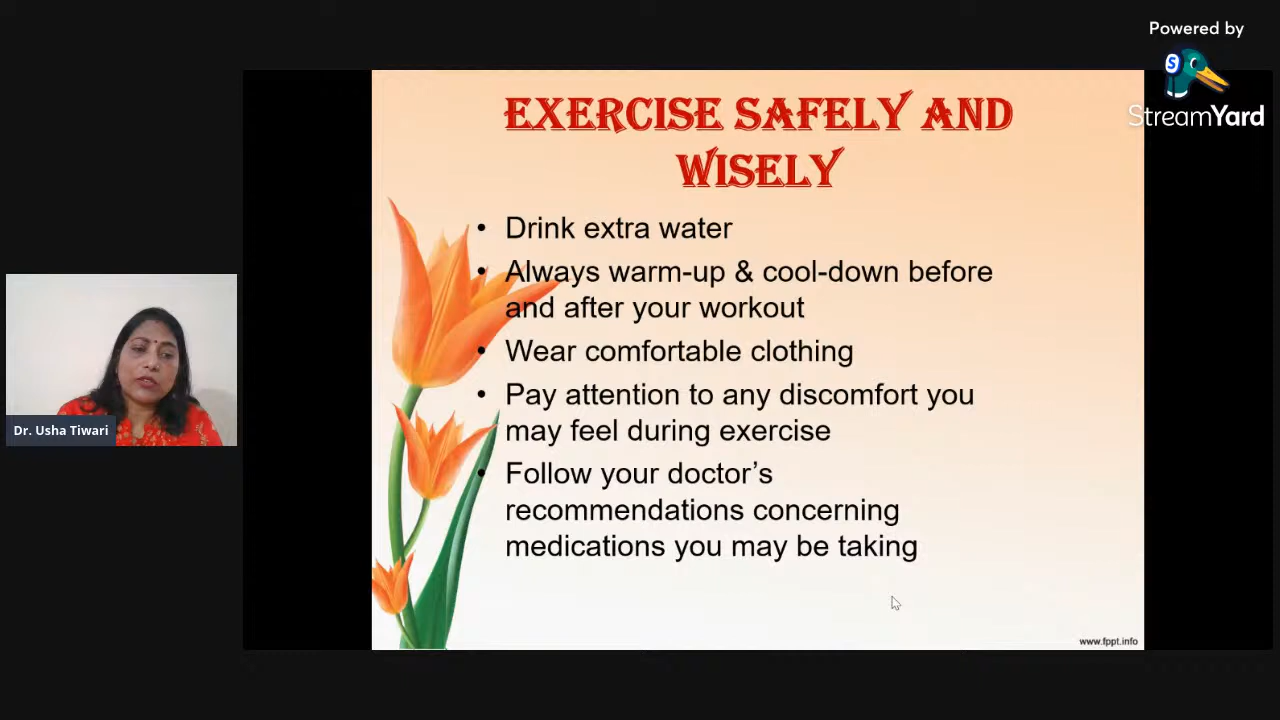 Powered by
StreamYard
EXERCISE SAFELY AND
WISELY
• Drink extra water
• Always warm-up & cool-down before
and after your workout
• Wear comfortable clothing
• Pay attention to any discomfort you
may feel during exercise
• Follow your doctor’s
recommendations concerning
medications you may be taking
Dr. Usha Tiwari
www.fppt.info